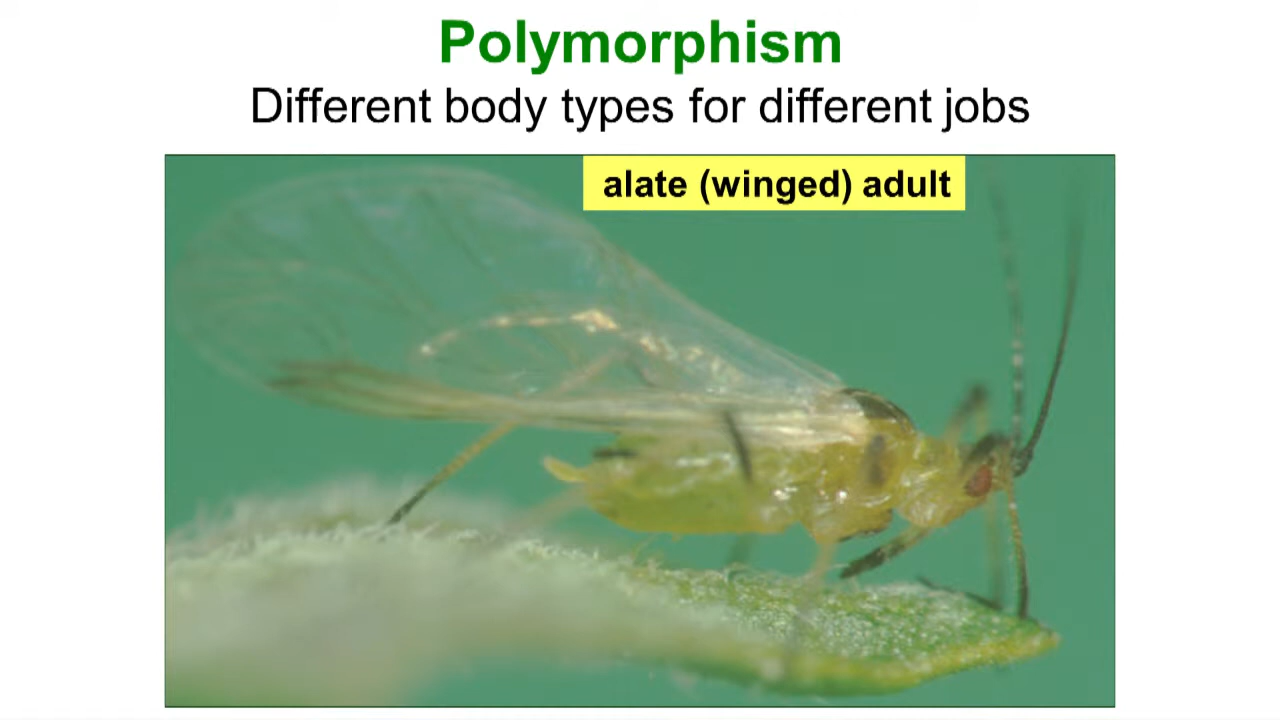 Polymorphism
Different body types for different jobs
alate (winged) adult